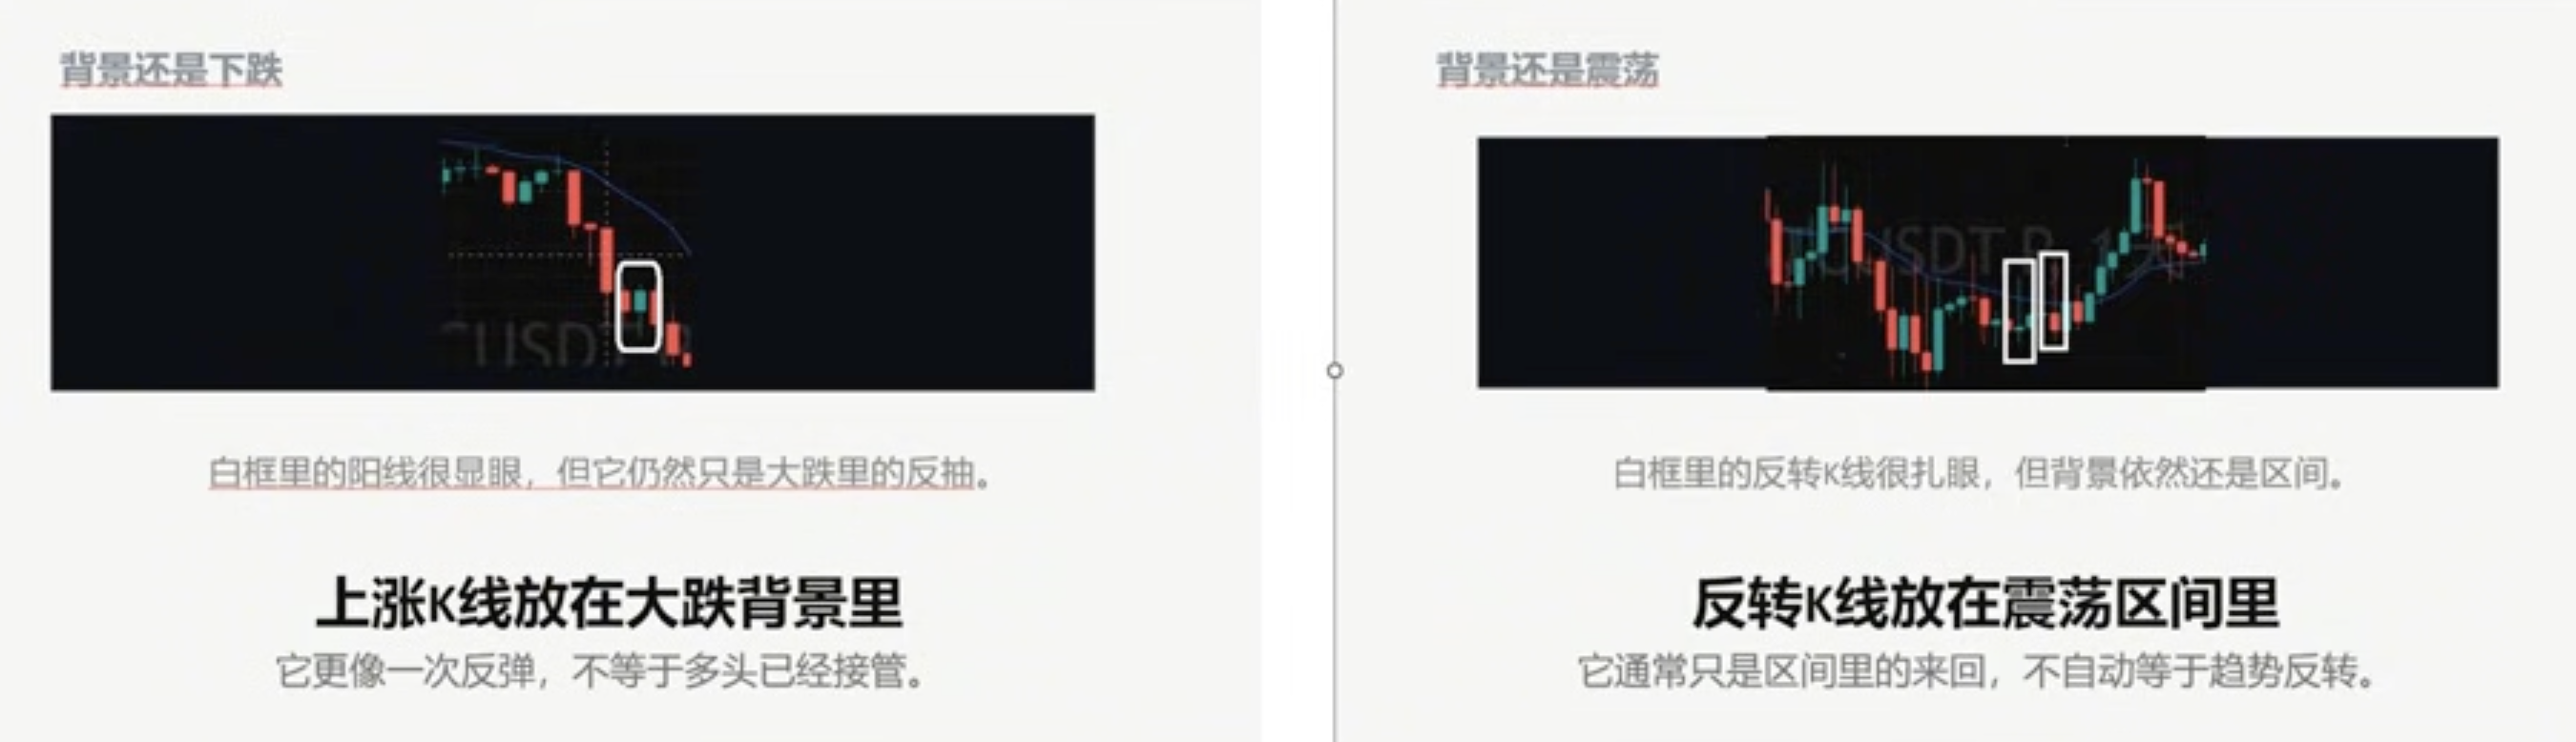 背景还是下跌
CUSDT P
白框里的阳线很显眼，但它仍然只是大跌里的反抽。
上涨K线放在大跌背景里
它更像一次反弹，不等于多头已经接管。
背景还是震荡
USDT P 1天
白框里的反转K线很扎眼，但背景依然还是区间。
反转K线放在震荡区间里
它通常只是区间里的来回，不自动等于趋势反转。